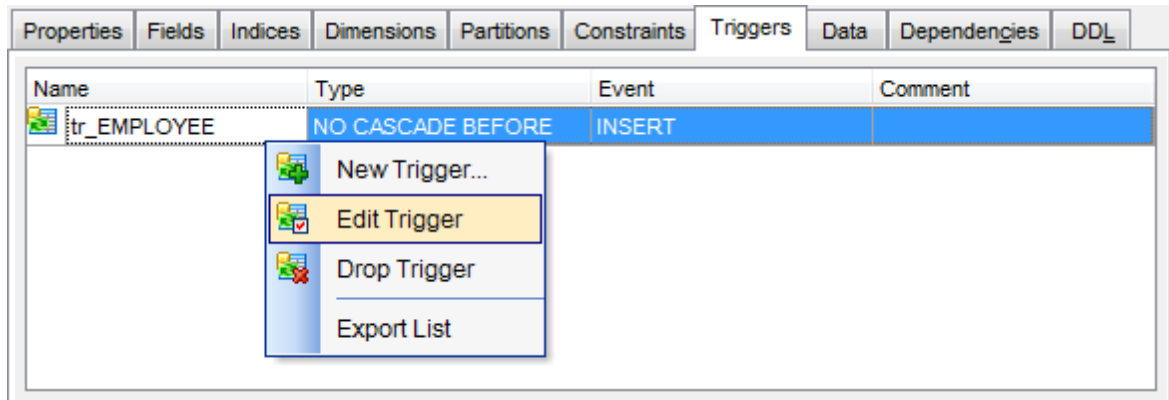 Properties Fields Indices Dimensions Partitions Constraints Triggers Data Dependencies DDL
Name Type Event Comment
tr_EMPLOYEE NO CASCADE BEFORE INSERT
New Trigger...
Edit Trigger
Drop Trigger
Export List